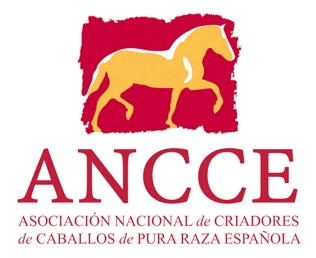 ANCCE
ASOCIACIÓN NACIONAL de CRIADORES
de CABALLOS de PURA RAZA ESPAÑOLA